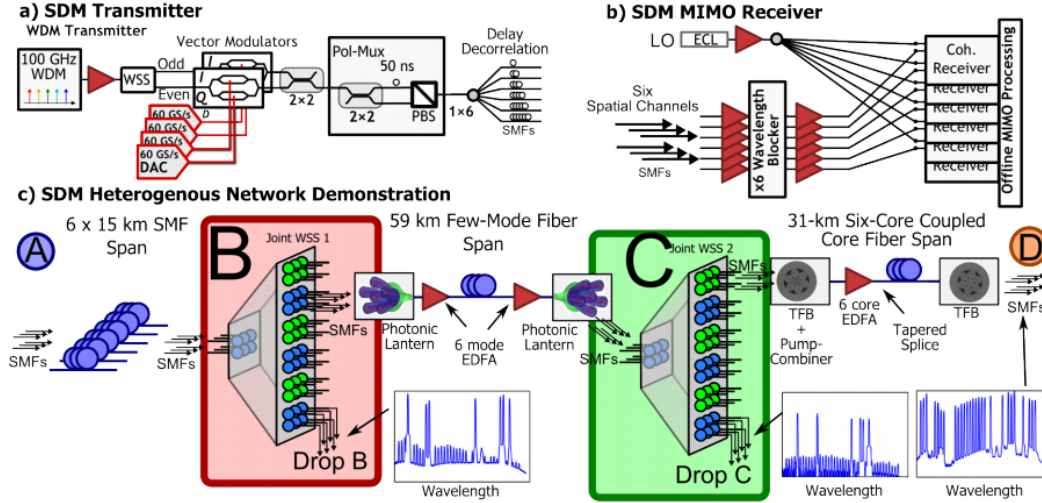 a) SDM Transmitter
WDM Transmitter
100 GHz
WDM
WSS
Odd
Even
Vector Modulators
I
I
Q
b
60 GS/s
60 GS/s
60 GS/s
60 GS/s
DAC
2×2
Pol-Mux
50 ns
2×2
PBS
1×6
Delay
Decorrelation
SMFs
b) SDM MIMO Receiver
LO
ECL
Six
Spatial Channels
SMFs
x6 Wavelength
Blocker
Coh.
Receiver
Receiver
Receiver
Receiver
Receiver
Receiver
Offline MIMO Processing
c) SDM Heterogenous Network Demonstration
A
6 x 15 km SMF
Span
SMFs
SMFs
B
Joint WSS 1
Drop B
SMFs
59 km Few-Mode Fiber
Span
Photonic
Lantern
6 mode
EDFA
Photonic
Lantern
SMFs
Wavelength
C
Joint WSS 2
Drop C
SMFs
31-km Six-Core Coupled
Core Fiber Span
TFB
+
Pump-
Combiner
6 core
EDFA
Tapered
Splice
TFB
D
SMFs
Wavelength
Wavelength